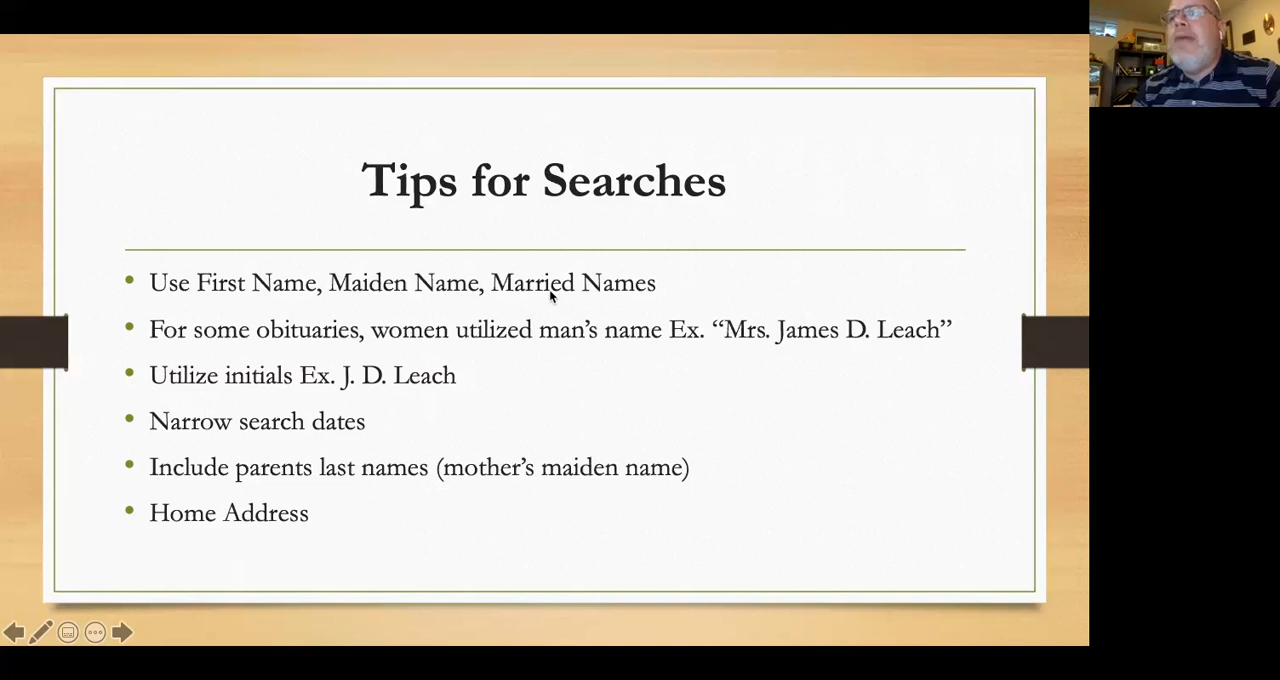 Tips for Searches
Use First Name, Maiden Name, Married Names
For some obituaries, women utilized man’s name Ex. “Mrs. James D. Leach”
Utilize initials Ex. J. D. Leach
Narrow search dates
Include parents last names (mother’s maiden name)
Home Address